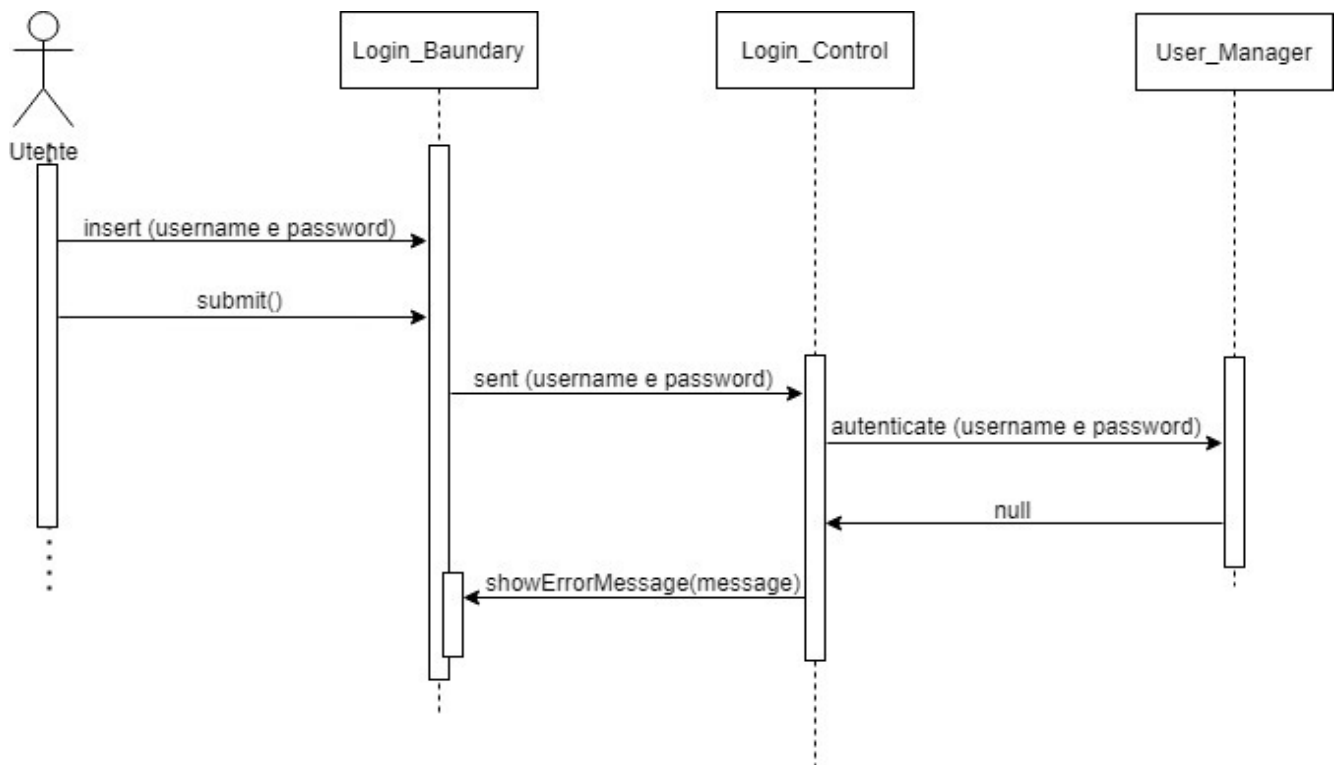 Login_Baundary
Login_Control
User_Manager
Utente
insert (username e password)
submit()
sent (username e password)
autenticate (username e password)
null
showErrorMessage(message)